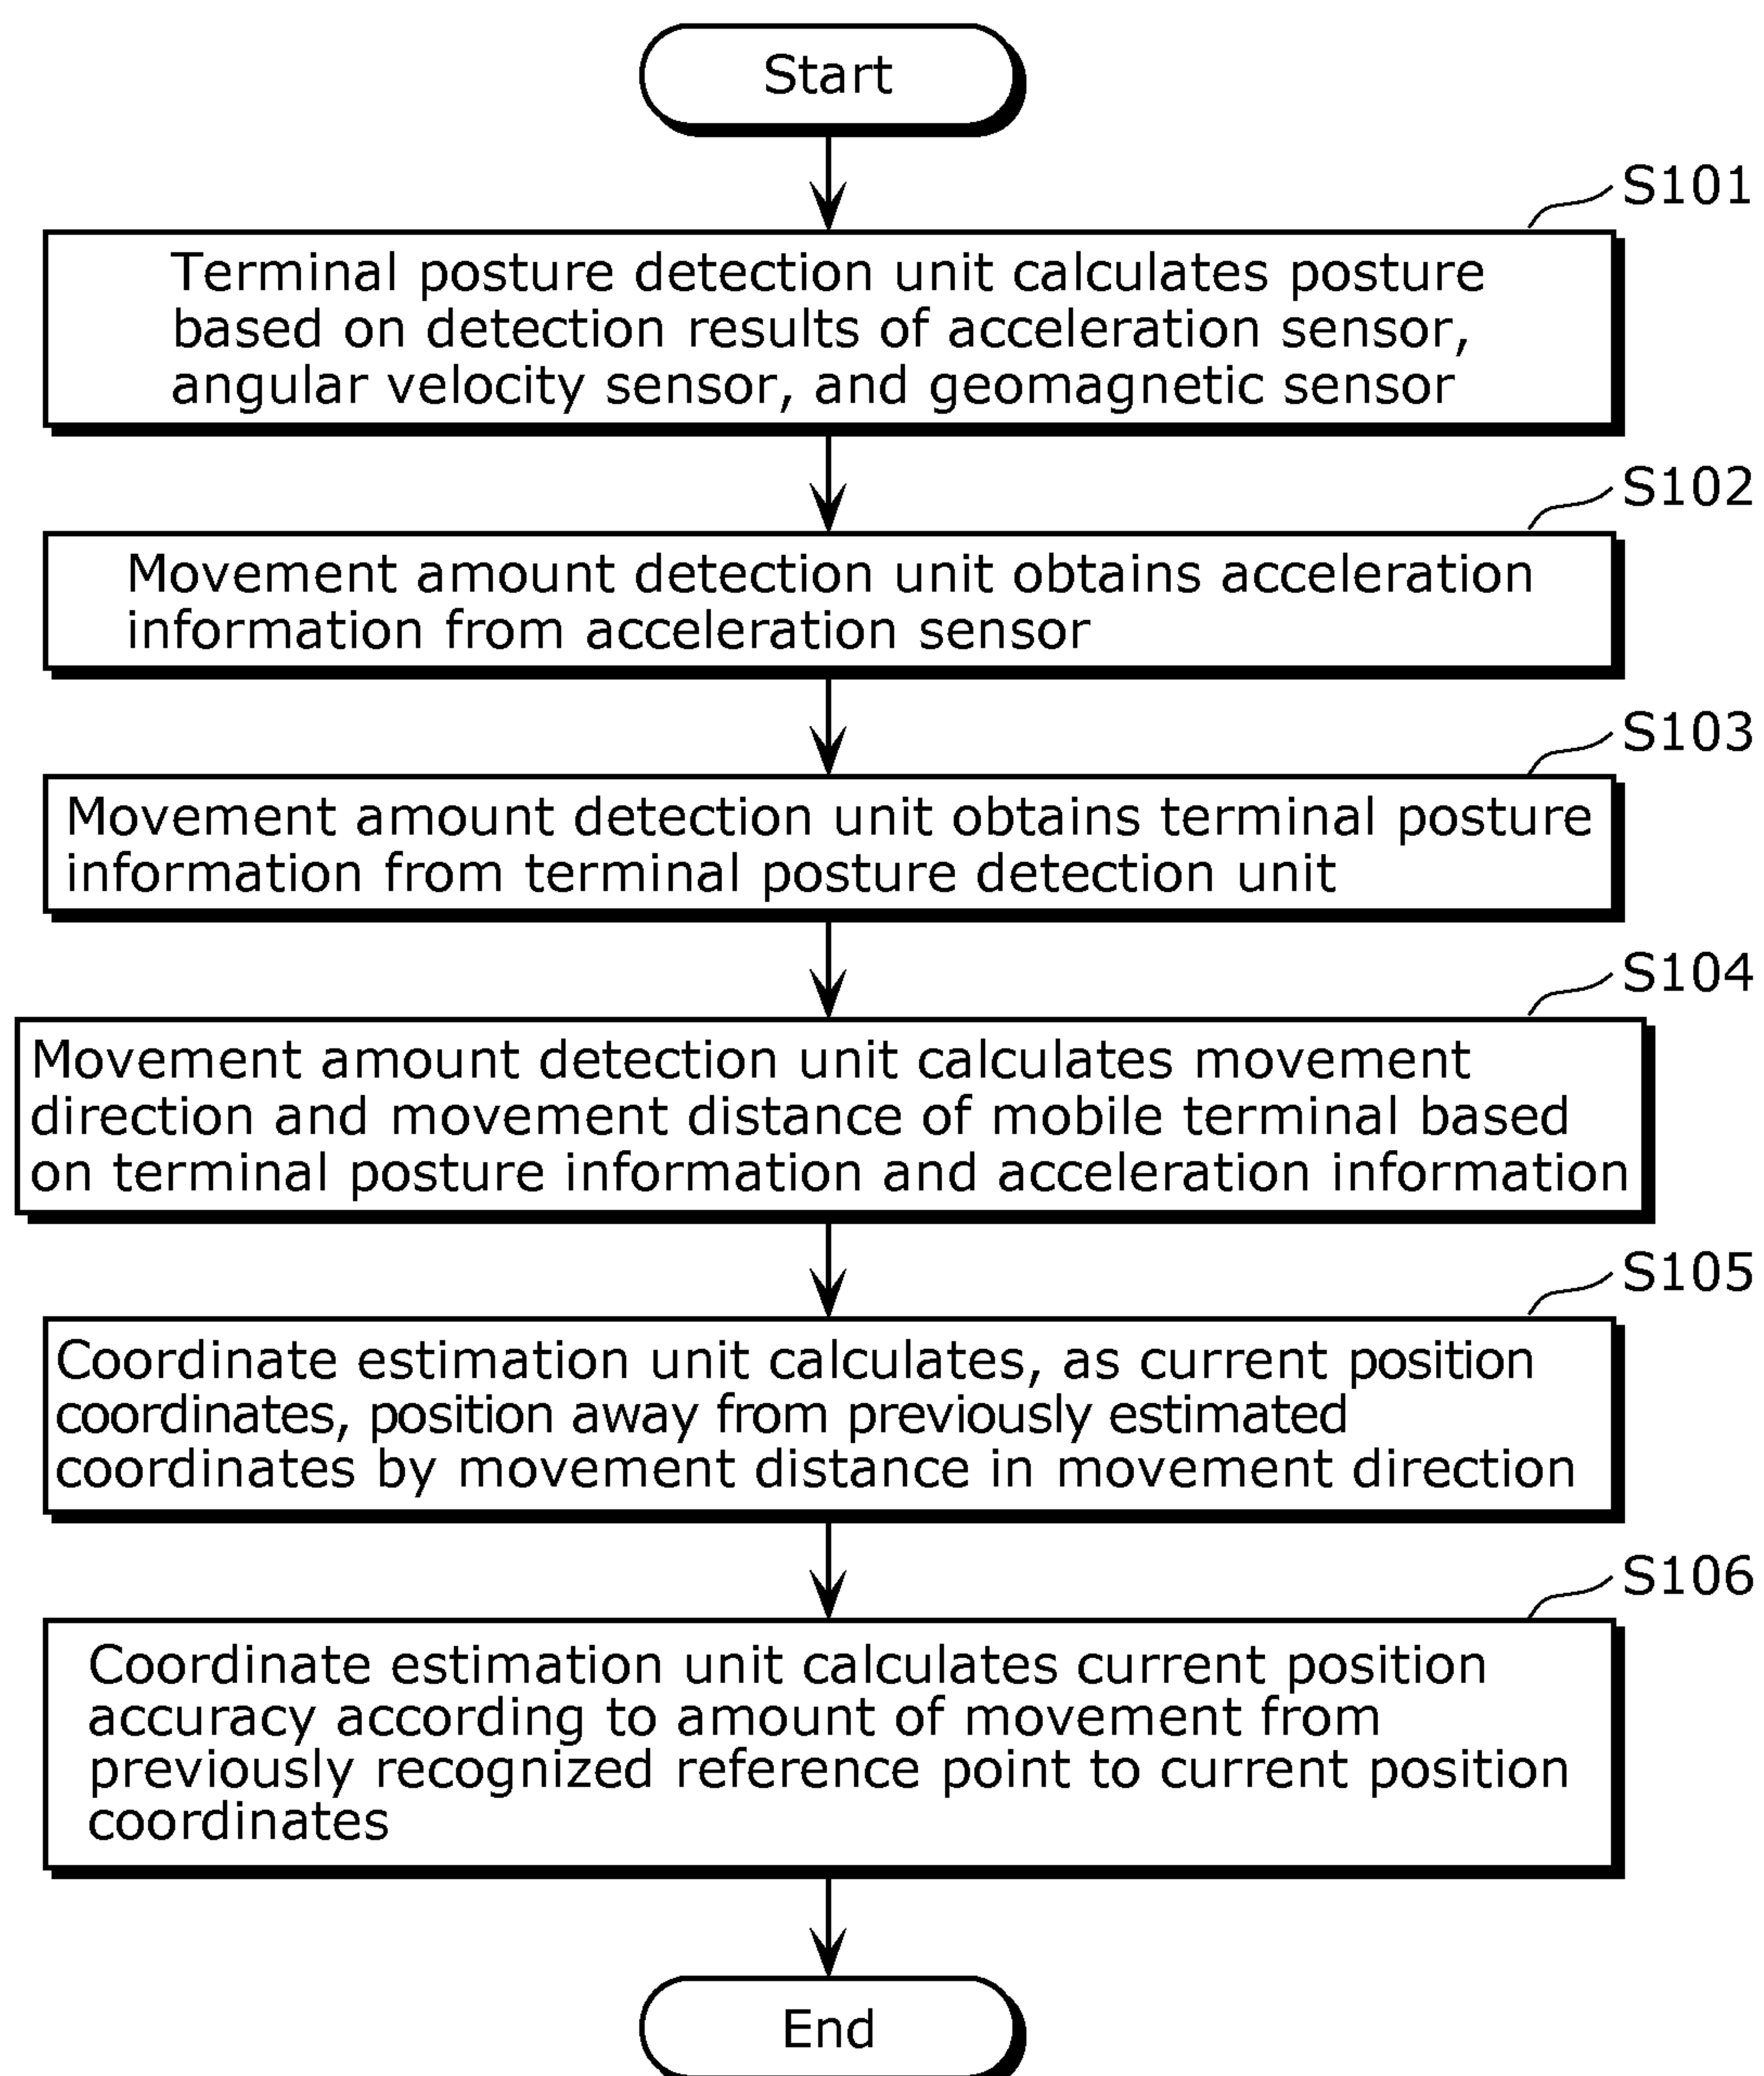 Start
S101
Terminal posture detection unit calculates posture
based on detection results of acceleration sensor,
angular velocity sensor, and geomagnetic sensor
S102
Movement amount detection unit obtains acceleration
information from acceleration sensor
S103
Movement amount detection unit obtains terminal posture
information from terminal posture detection unit
S104
Movement amount detection unit calculates movement
direction and movement distance of mobile terminal based
on terminal posture information and acceleration information
S105
Coordinate estimation unit calculates, as current position
coordinates, position away from previously estimated
coordinates by movement distance in movement direction
S106
Coordinate estimation unit calculates current position
accuracy according to amount of movement from
previously recognized reference point to current position
coordinates
End